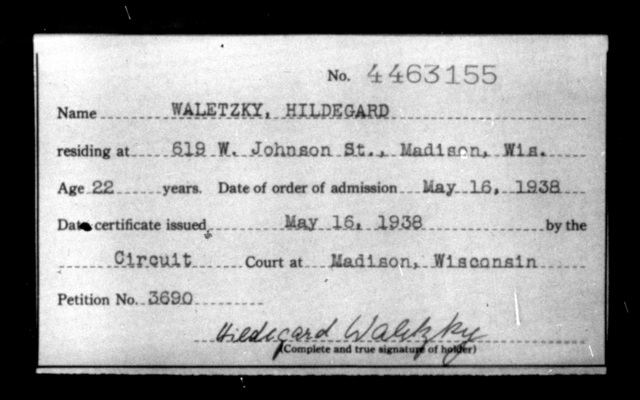 No. 4463155
Name WALETZKY, HILDEGARD
residing at 619 W. Johnson St., Madison, Wis.
Age 22 years. Date of order of admission May 16, 1938
Date certificate issued May 16, 1938 by the
Circuit Court at Madison, Wisconsin
Petition No. 3690
Hildegard Waletzky
(Complete and true signature of holder)